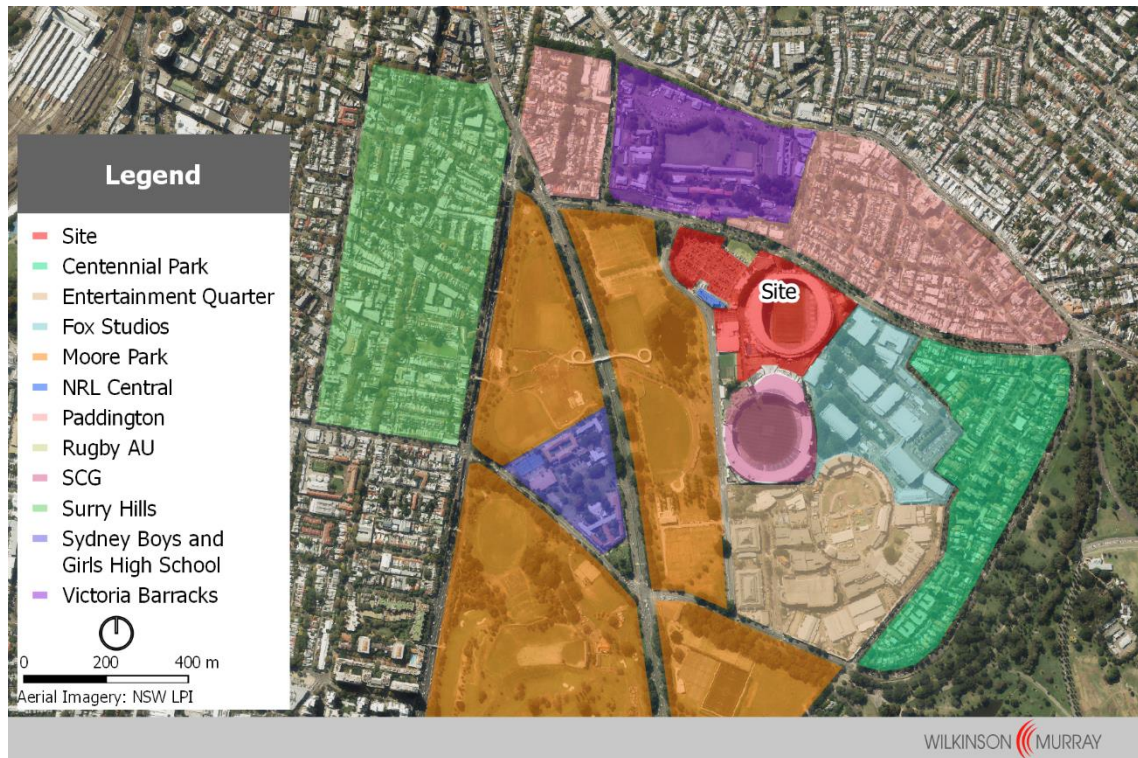 Legend
Site
Centennial Park
Entertainment Quarter
Fox Studios
Moore Park
NRL Central
Paddington
Rugby AU
SCG
Surry Hills
Sydney Boys and
Girls High School
Victoria Barracks
0 200 400 m
Aerial Imagery: NSW LPI
Site
WILKINSON MURRAY